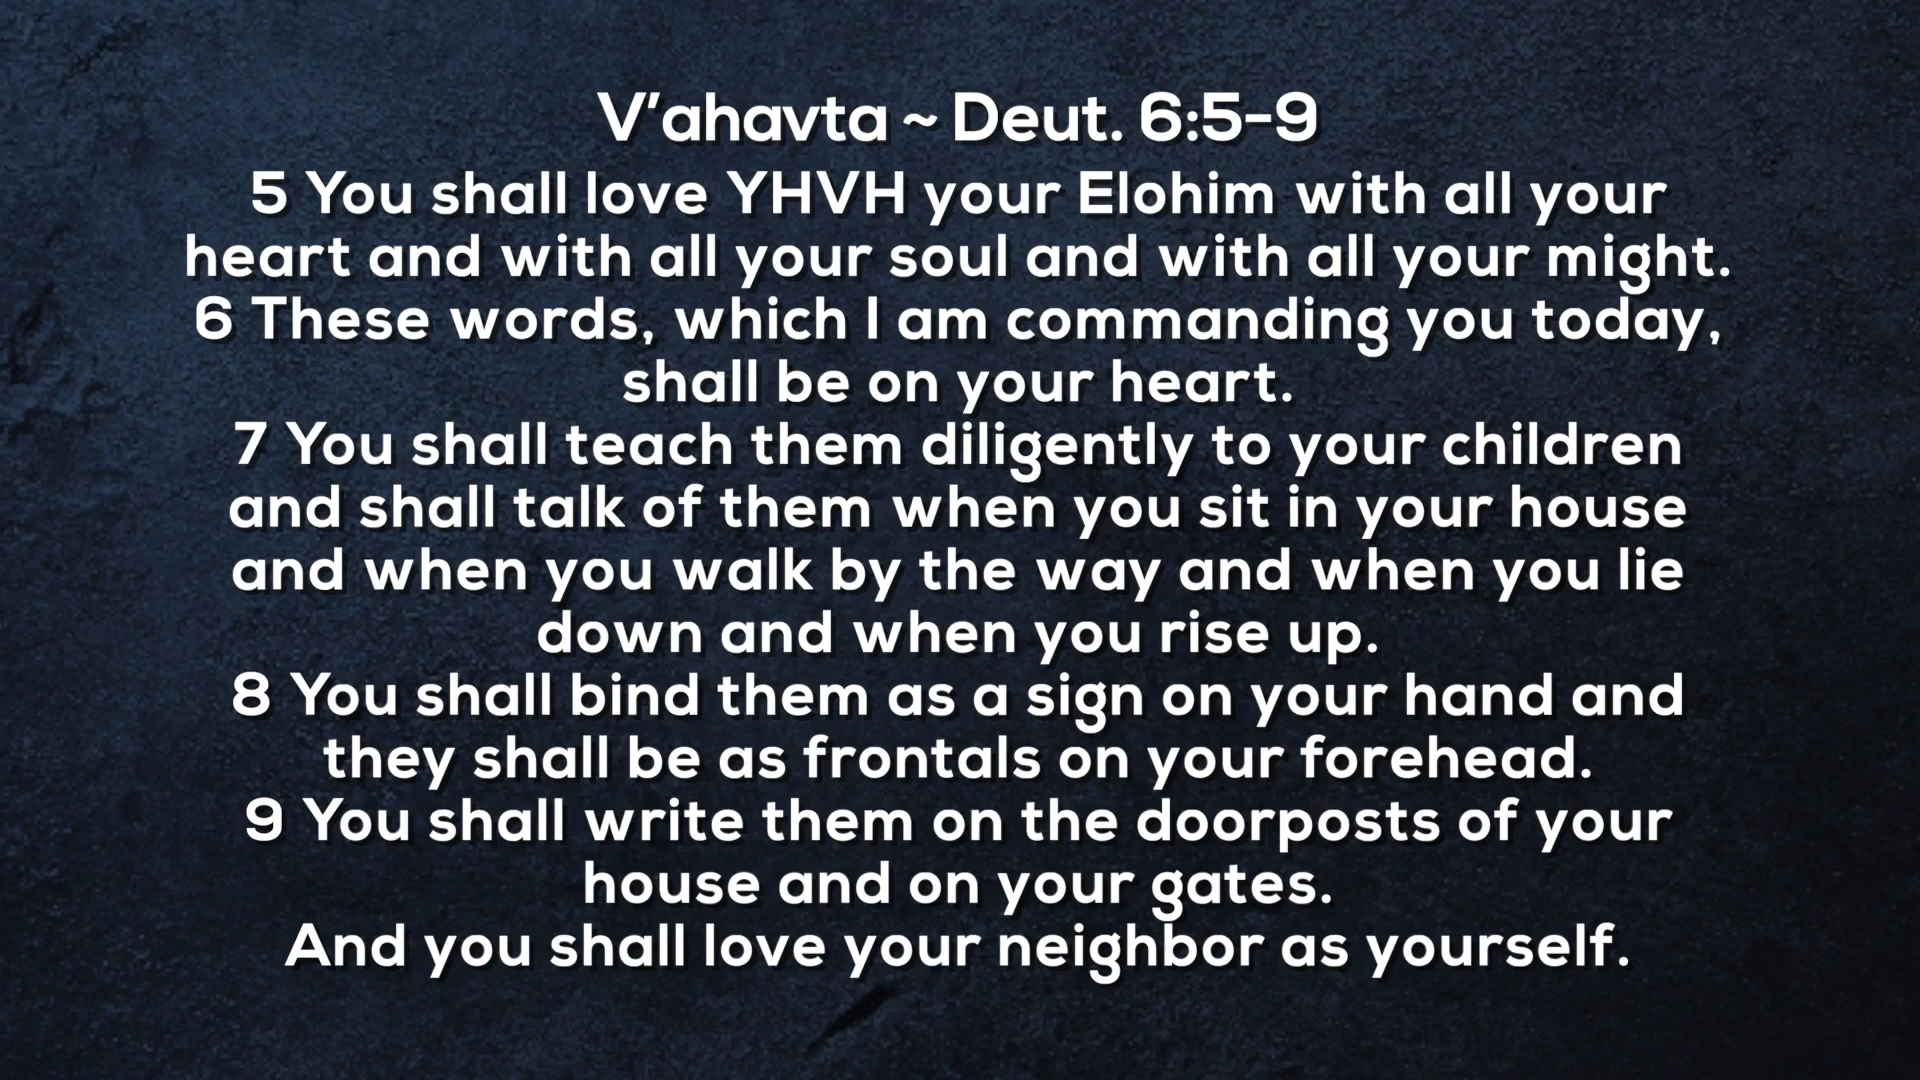 V'ahavta ~ Deut. 6:5-9
5 You shall love YHVH your Elohim with all your
heart and with all your soul and with all your might.
6 These words, which I am commanding you today,
shall be on your heart.
7 You shall teach them diligently to your children
and shall talk of them when you sit in your house
and when you walk by the way and when you lie
down and when you rise up.
8 You shall bind them as a sign on your hand and
they shall be as frontals on your forehead.
9 You shall write them on the doorposts of your
house and on your gates.
And you shall love your neighbor as yourself.